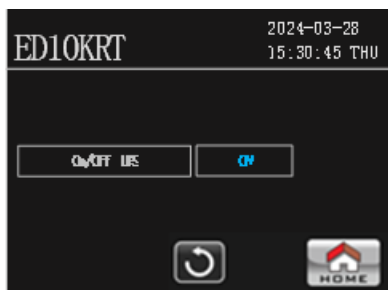 ED10KRT
2024-03-28
15:30:45 THU
On/OFF UPS
ON
HOME